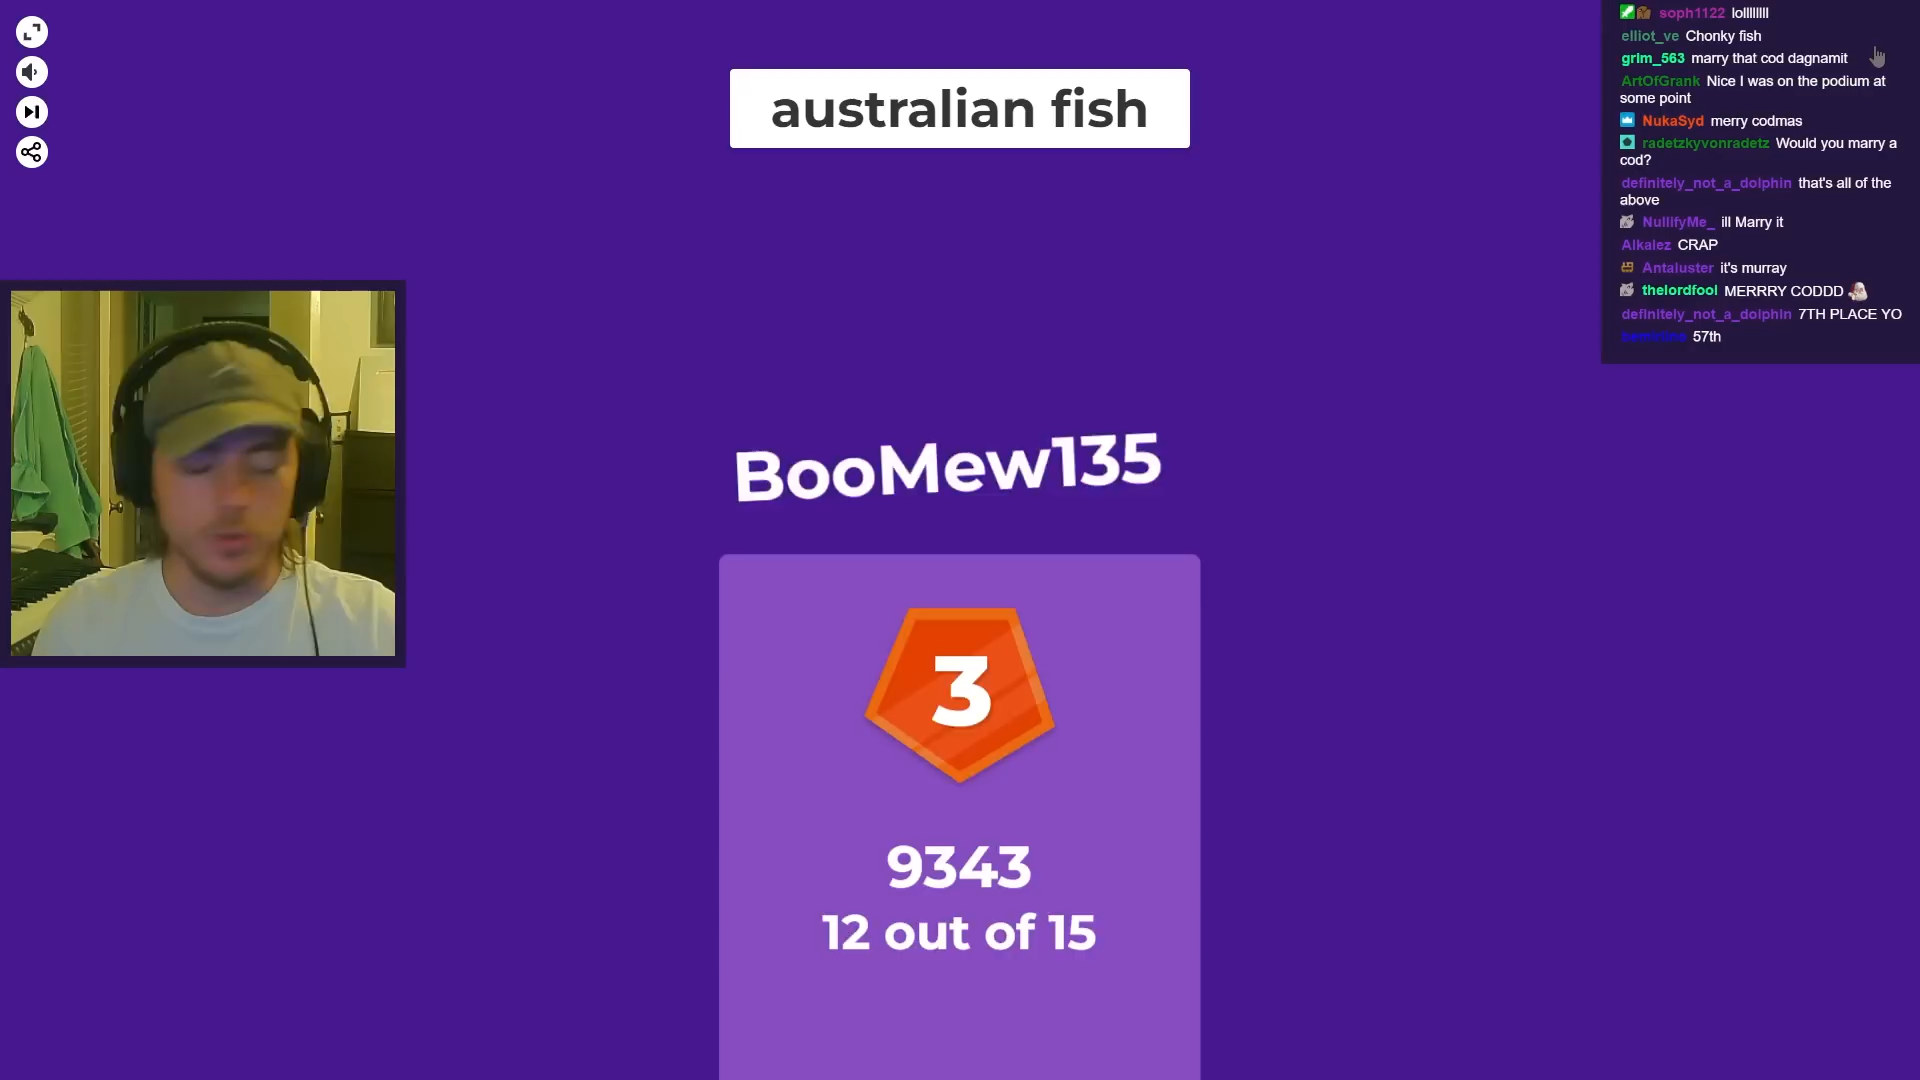 soph1122 lollllllll
elliot_ve Chonky fish
grim_563 marry that cod dagnamit
ArtOfGrank Nice I was on the podium at
some point
NukaSyd merry codmas
radetzkyvonradetz Would you marry a
cod?
definitely_not_a_dolphin that's all of the
above
NullifyMe_ ill Marry it
Alkalez CRAP
Antaluster it's murray
thelordfool MERRRY CODDD
definitely_not_a_dolphin 7TH PLACE YO
57th
australian fish
BooMew135
3
9343
12 out of 15